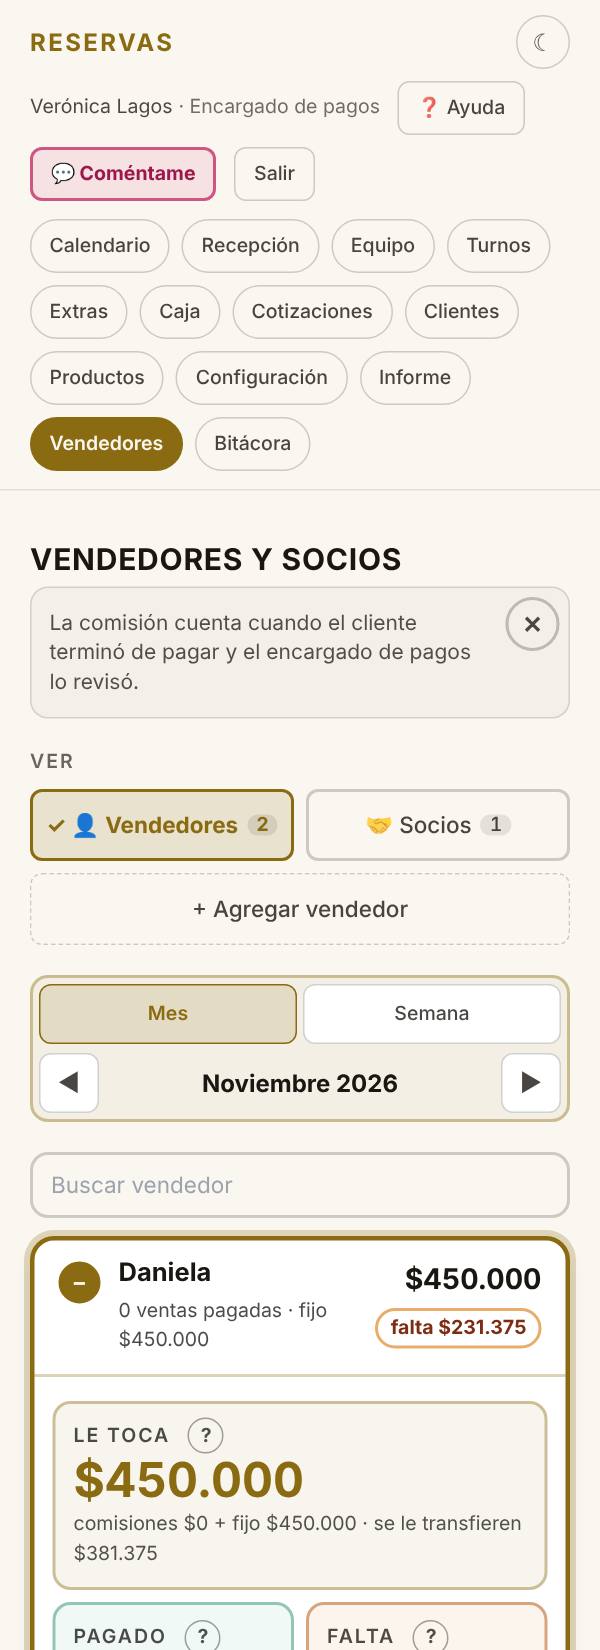 RESERVAS
☾
Verónica Lagos · Encargado de pagos
❓ Ayuda
💬 Coméntame
Salir
Calendario
Recepción
Equipo
Turnos
Extras
Caja
Cotizaciones
Clientes
Productos
Configuración
Informe
Vendedores
Bitácora
VENDEDORES Y SOCIOS
La comisión cuenta cuando el cliente
terminó de pagar y el encargado de pagos
lo revisó.
✕
VER
✓ 👤 Vendedores 2
🤝 Socios 1
+ Agregar vendedor
Mes
Semana
◀
Noviembre 2026
▶
Buscar vendedor
–
Daniela
$450.000
0 ventas pagadas · fijo
$450.000
falta $231.375
LE TOCA ?
$450.000
comisiones $0 + fijo $450.000 · se le transfieren
$381.375
PAGADO ?
FALTA ?